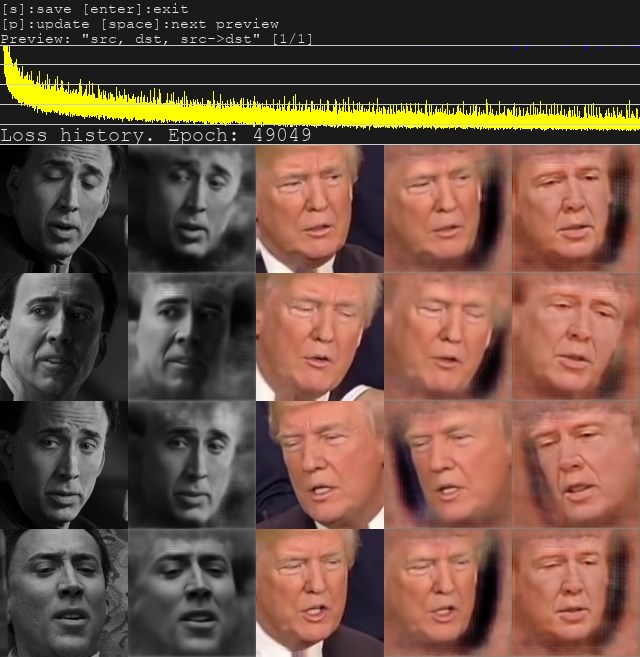 [s]:save [enter]:exit
[p]:update [space]:next preview
Preview: "src, dst, src->dst" [1/1]
Loss history. Epoch: 49049